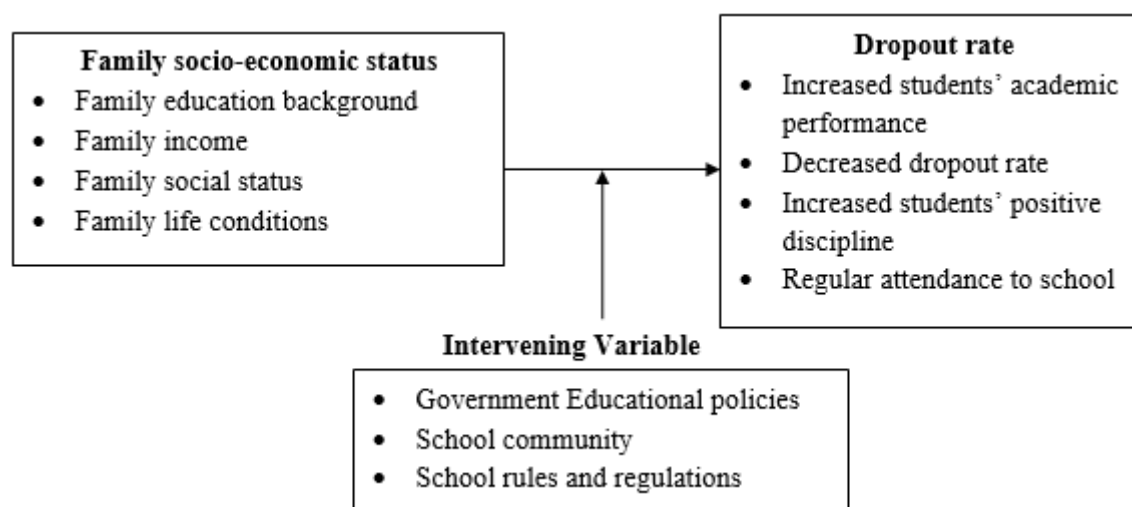 Family socio-economic status
• Family education background
• Family income
• Family social status
• Family life conditions
Dropout rate
• Increased students’ academic
performance
• Decreased dropout rate
• Increased students’ positive
discipline
• Regular attendance to school
Intervening Variable
• Government Educational policies
• School community
• School rules and regulations